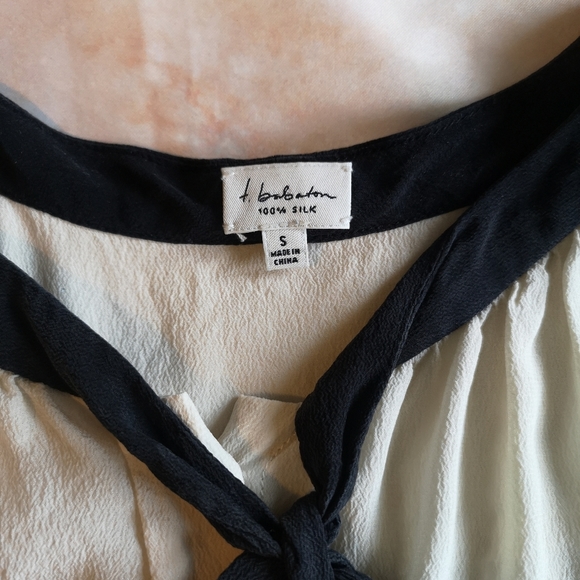 t. babaton
100% SILK
S
MADE IN
CHINA